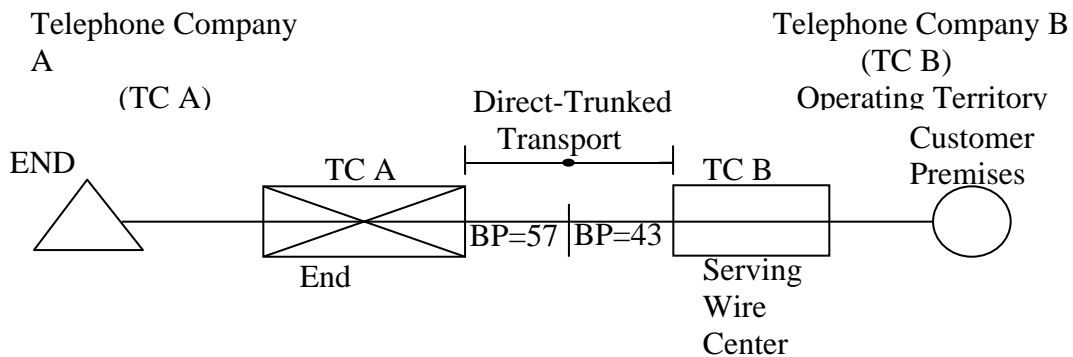 Telephone Company
A
(TC A)
Telephone Company B
(TC B)
Operating Territory
Direct-Trunked
Transport
Customer
Premises
END
TC A
TC B
BP=57
BP=43
End
Serving
Wire
Center